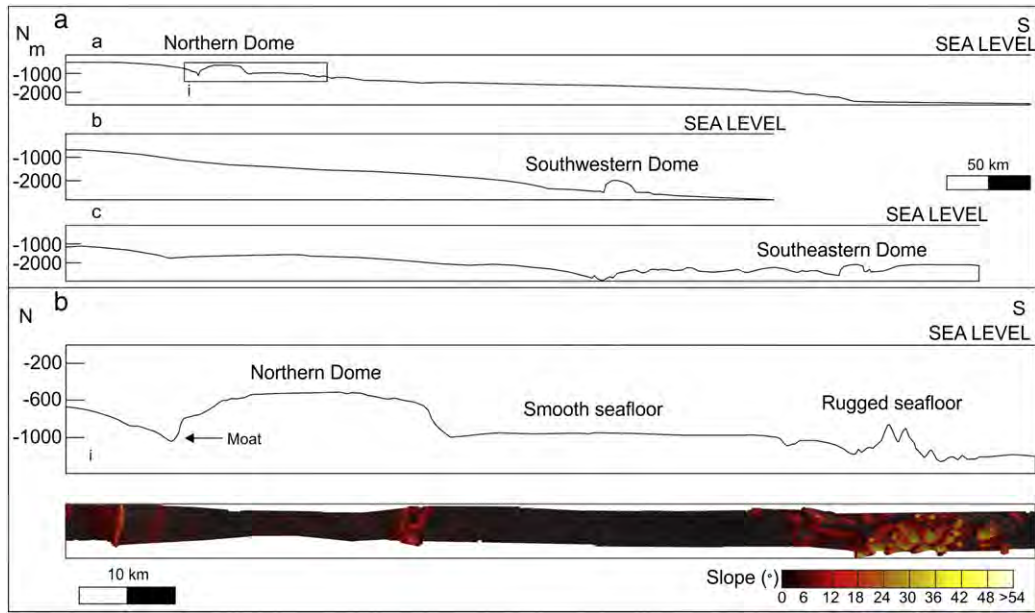 a
N
S
m
a
Northern Dome
SEA LEVEL
-1000
-2000
i
b
SEA LEVEL
-1000
-2000
Southwestern Dome
50 km
c
SEA LEVEL
-1000
-2000
Southeastern Dome
b
N
S
SEA LEVEL
-200
Northern Dome
-600
Smooth seafloor
Rugged seafloor
-1000
Moat
i
10 km
Slope (°)
0 6 12 18 24 30 36 42 48 >54